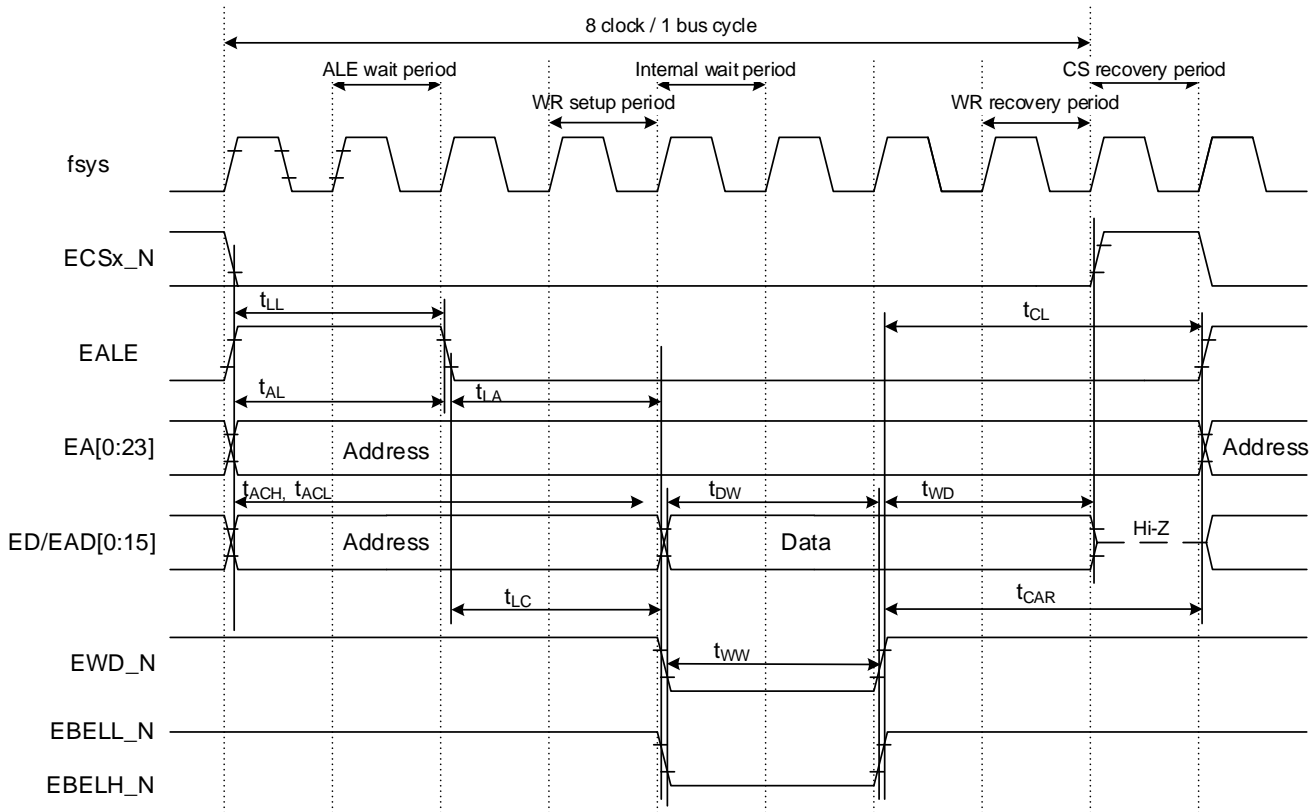 8 clock / 1 bus cycle
ALE wait period
Internal wait period
CS recovery period
WR setup period
WR recovery period
fsys
ECSx_N
tLL
tCL
EALE
tAL
tLA
EA[0:23]
Address
Address
tACH, tACL
tDW
tWD
ED/EAD[0:15]
Address
Data
Hi-Z
tLC
tCAR
EWD_N
tWW
EBELL_N
EBELH_N